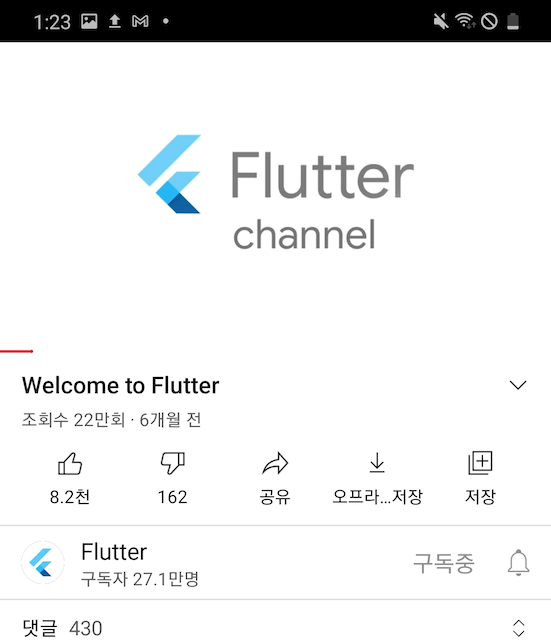 1:23
Flutter
channel
Welcome to Flutter
조회수 22만회 · 6개월 전
8.2천 162 공유 오프라...저장 저장
Flutter
구독자 27.1만명
구독중
댓글 430